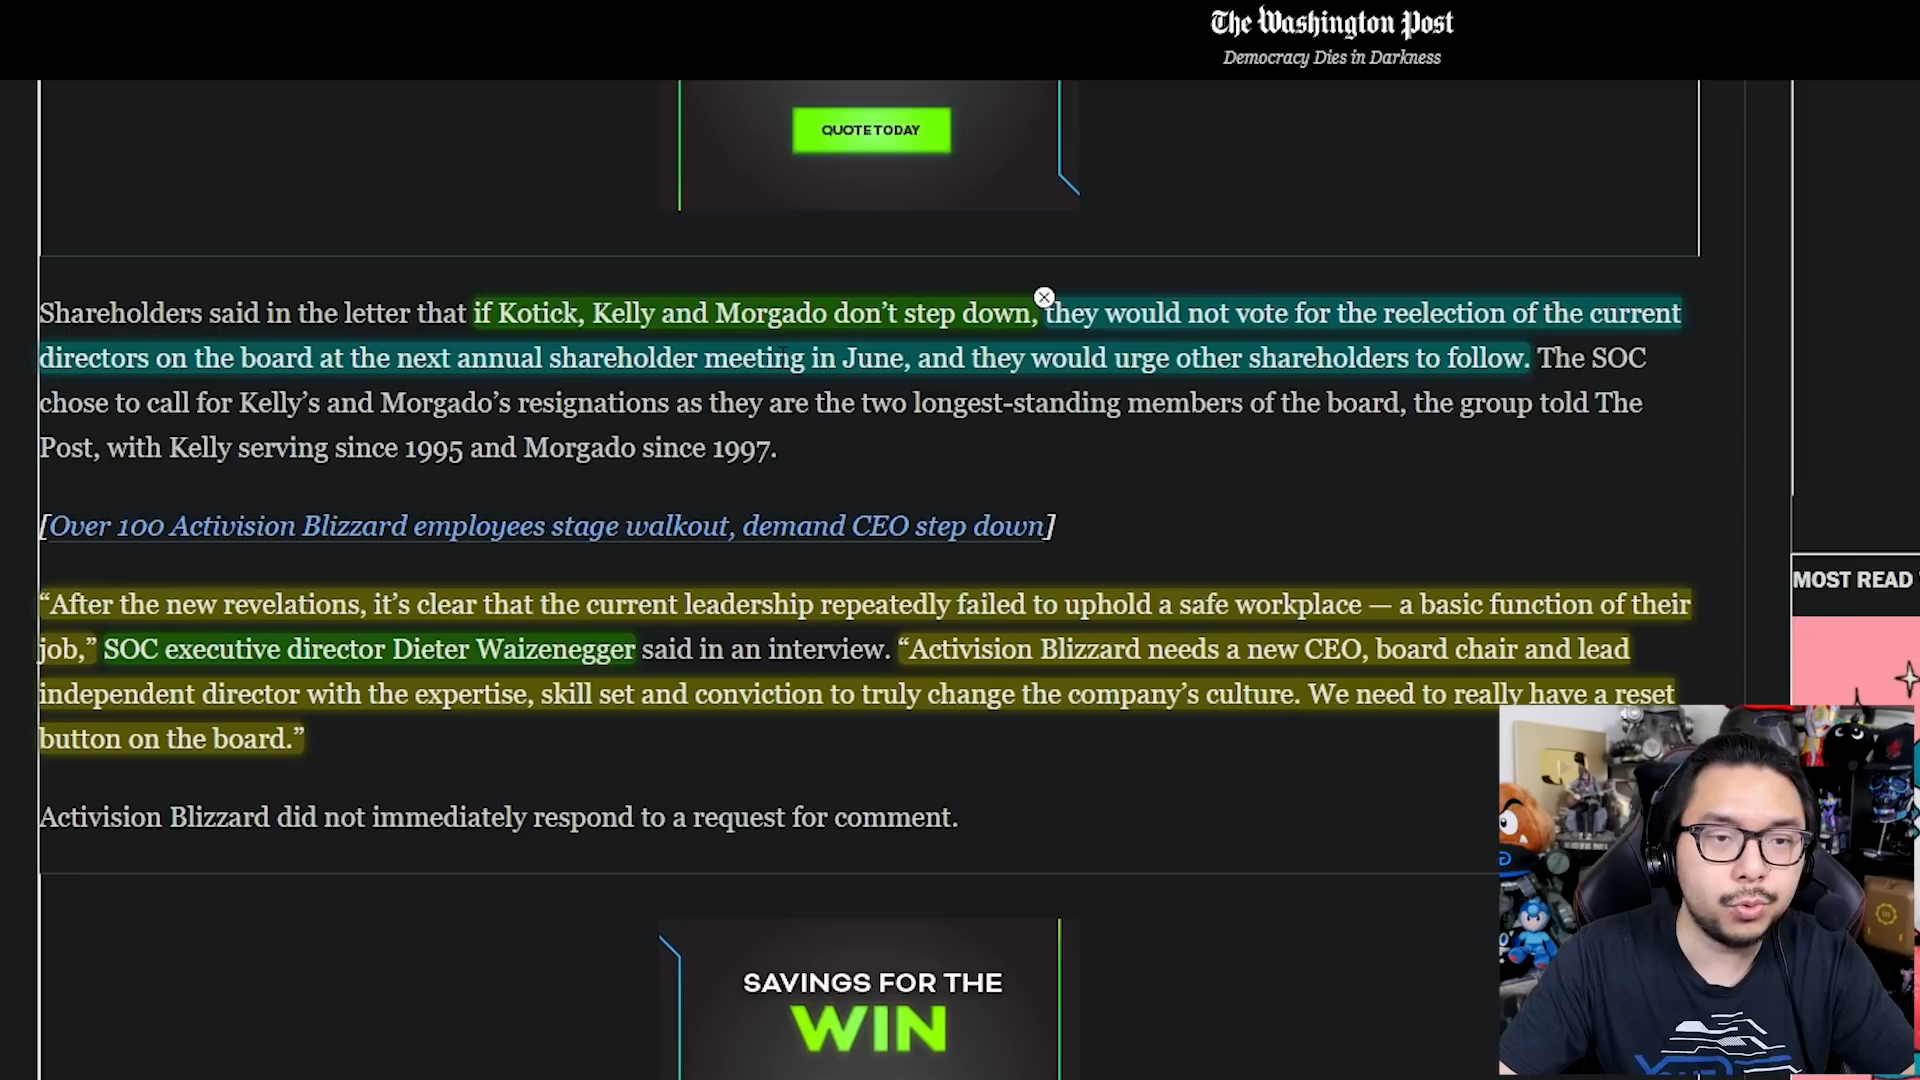 The Washington Post
Democracy Dies in Darkness
QUOTE TODAY
Shareholders said in the letter that if Kotick, Kelly and Morgado don’t step down, they would not vote for the reelection of the current
directors on the board at the next annual shareholder meeting in June, and they would urge other shareholders to follow. The SOC
chose to call for Kelly’s and Morgado’s resignations as they are the two longest-standing members of the board, the group told The
Post, with Kelly serving since 1995 and Morgado since 1997.
[Over 100 Activision Blizzard employees stage walkout, demand CEO step down]
MOST READ
“After the new revelations, it’s clear that the current leadership repeatedly failed to uphold a safe workplace — a basic function of their
job,” SOC executive director Dieter Waizenegger said in an interview. “Activision Blizzard needs a new CEO, board chair and lead
independent director with the expertise, skill set and conviction to truly change the company’s culture. We need to really have a reset
button on the board.”
Activision Blizzard did not immediately respond to a request for comment.
SAVINGS FOR THE
WIN